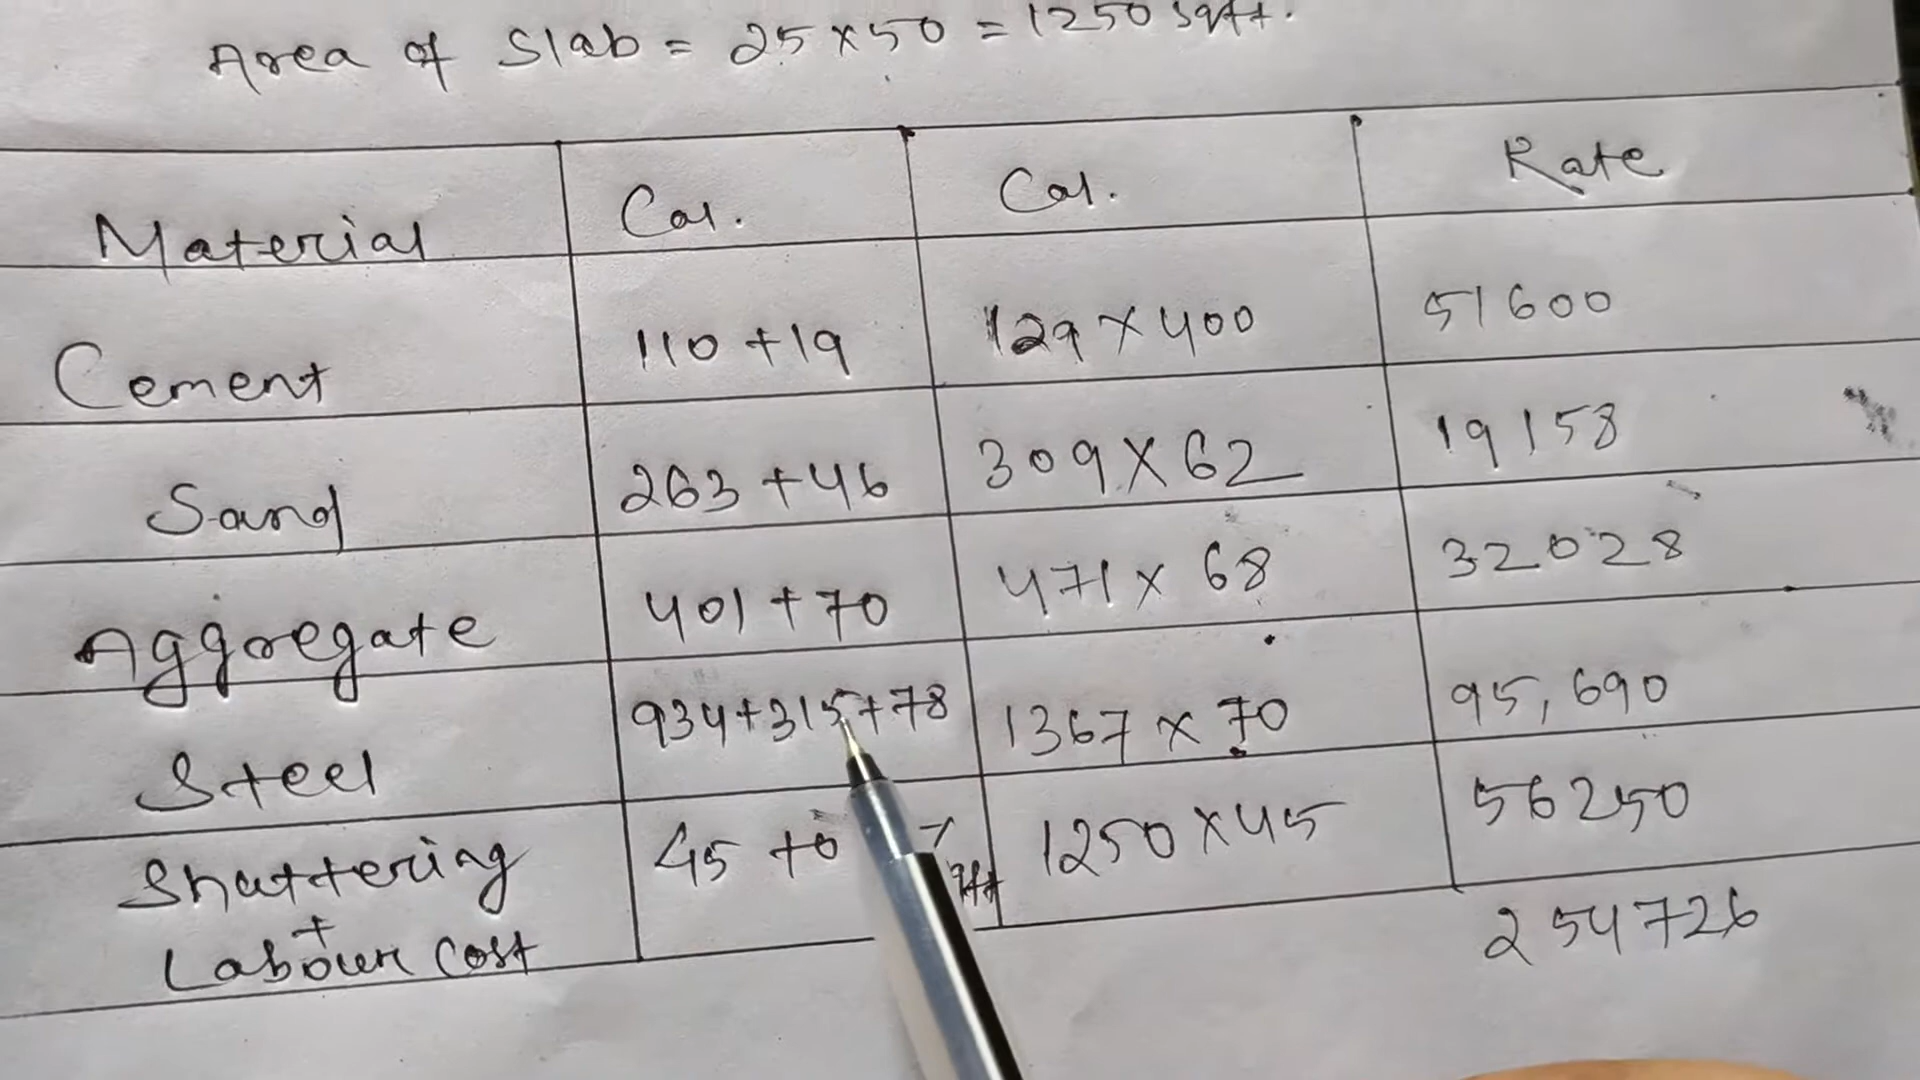 Area of Slab = 25 x 50 = 1250 sqft.
Material Cal. Cal. Rate
Cement 110 + 19 129 x 400 51600
Sand 263 + 46 309 x 62 19158
Aggregate 401 + 70 471 x 68 32028
Steel 934+315+78 1367 x 70 95,690
Shuttering + Labour cost 45 to 1250 x 45 56250
254726